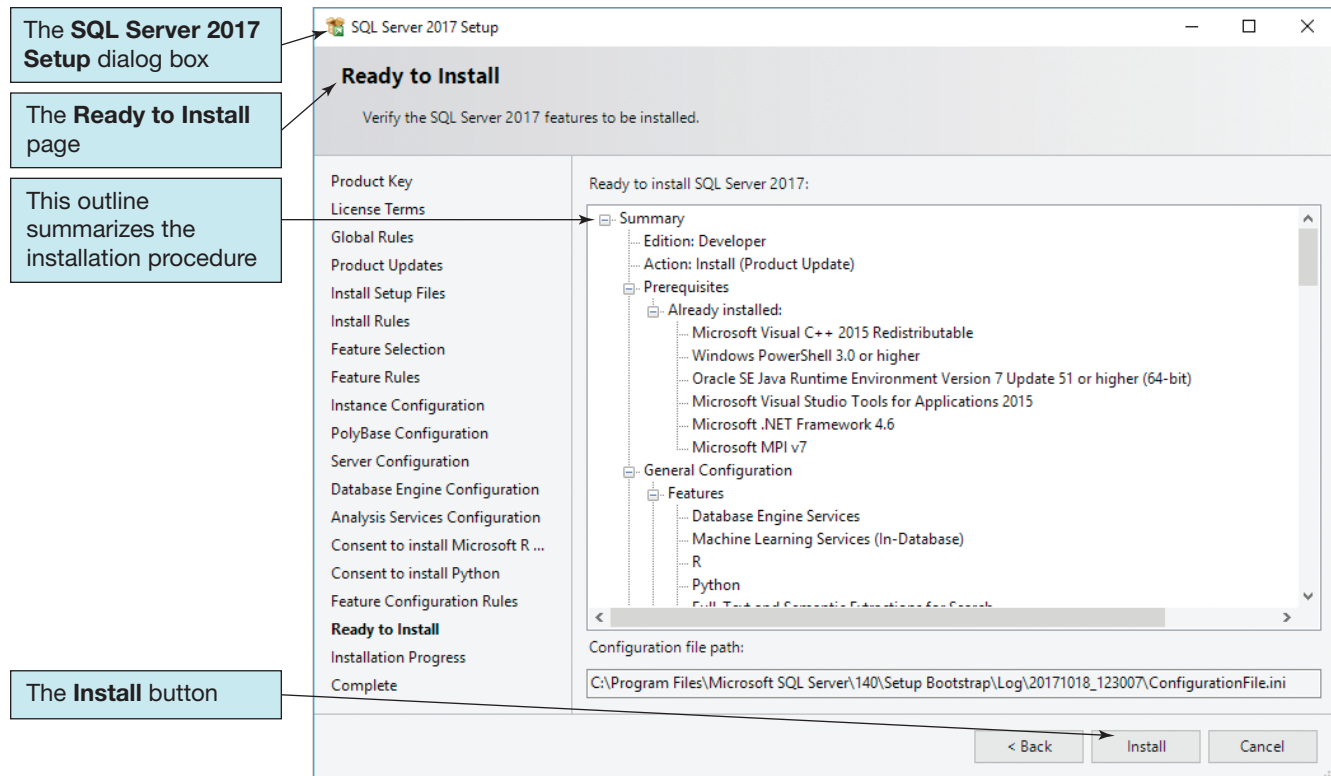 The SQL Server 2017
Setup dialog box
The Ready to Install
page
This outline
summarizes the
installation procedure
The Install button
SQL Server 2017 Setup
Ready to Install
Verify the SQL Server 2017 features to be installed.
Product Key
License Terms
Global Rules
Product Updates
Install Setup Files
Install Rules
Feature Selection
Feature Rules
Instance Configuration
PolyBase Configuration
Server Configuration
Database Engine Configuration
Analysis Services Configuration
Consent to install Microsoft R ...
Consent to install Python
Feature Configuration Rules
Ready to Install
Installation Progress
Complete
Ready to install SQL Server 2017:
Summary
Edition: Developer
Action: Install (Product Update)
Prerequisites
Already installed:
Microsoft Visual C++ 2015 Redistributable
Windows PowerShell 3.0 or higher
Oracle SE Java Runtime Environment Version 7 Update 51 or higher (64-bit)
Microsoft Visual Studio Tools for Applications 2015
Microsoft .NET Framework 4.6
Microsoft MPI v7
General Configuration
Features
Database Engine Services
Machine Learning Services (In-Database)
R
Python
Full-Text and Semantic Extractions for Search
Configuration file path:
C:\Program Files\Microsoft SQL Server\140\Setup Bootstrap\Log\20171018_123007\ConfigurationFile.ini
< Back
Install
Cancel